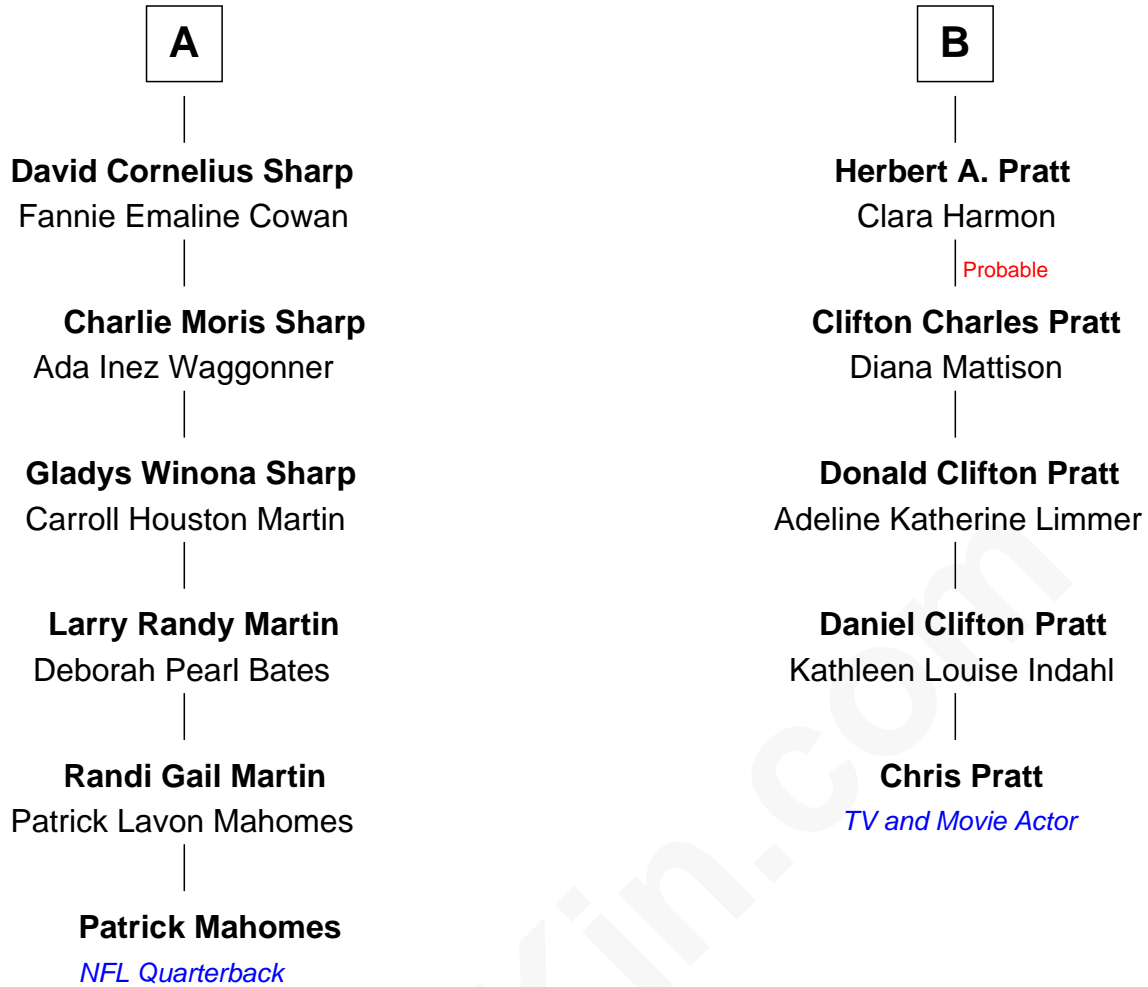 A
David Cornelius Sharp
Fannie Emaline Cowan
Charlie Moris Sharp
Ada Inez Waggonner
Gladys Winona Sharp
Carroll Houston Martin
Larry Randy Martin
Deborah Pearl Bates
Randi Gail Martin
Patrick Lavon Mahomes
Patrick Mahomes
NFL Quarterback
B
Herbert A. Pratt
Clara Harmon
Probable
Clifton Charles Pratt
Diana Mattison
Donald Clifton Pratt
Adeline Katherine Limmer
Daniel Clifton Pratt
Kathleen Louise Indahl
Chris Pratt
TV and Movie Actor